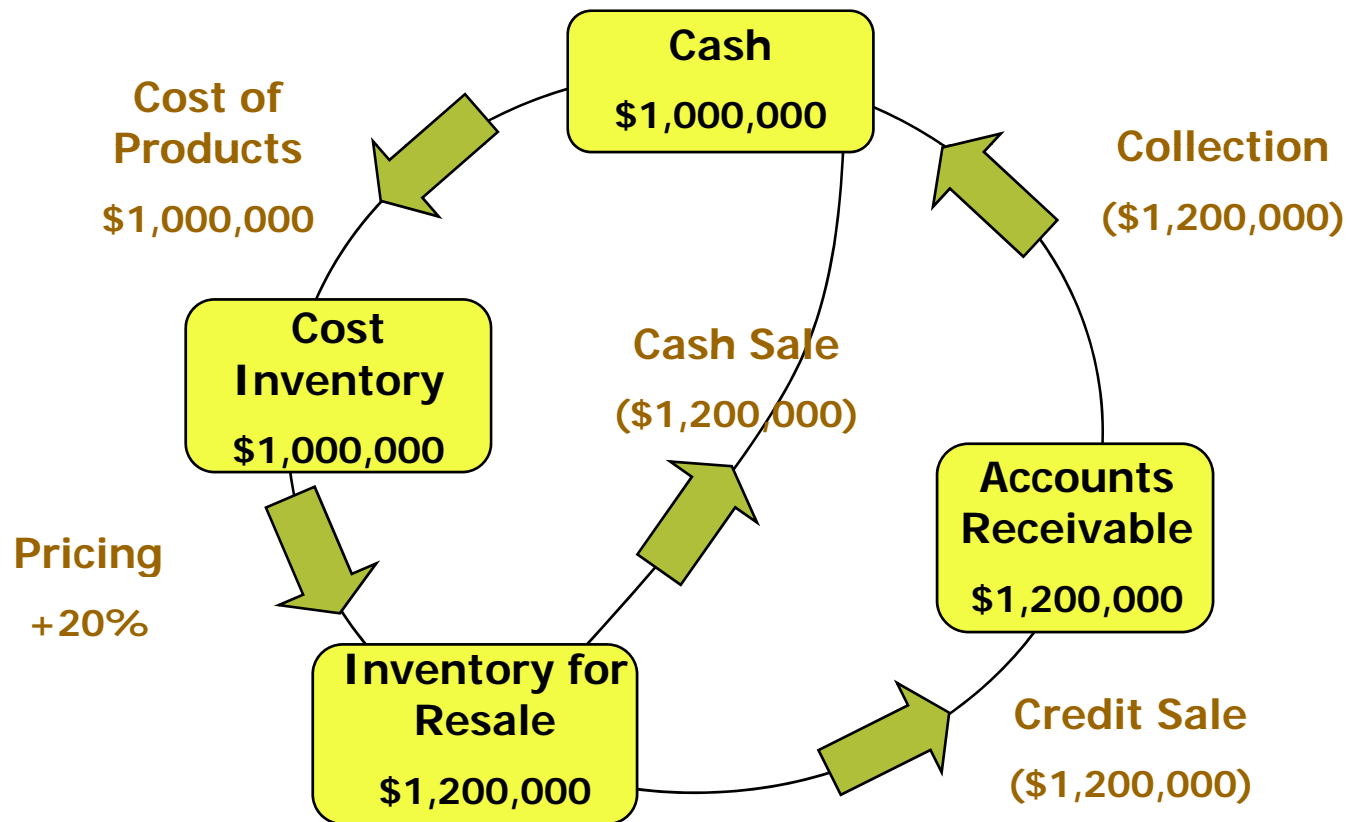 Cash
$1,000,000
Cost of
Products
$1,000,000
Collection
($1,200,000)
Cost
Inventory
$1,000,000
Cash Sale
($1,200,000)
Accounts
Receivable
$1,200,000
Pricing
+20%
Inventory for
Resale
$1,200,000
Credit Sale
($1,200,000)